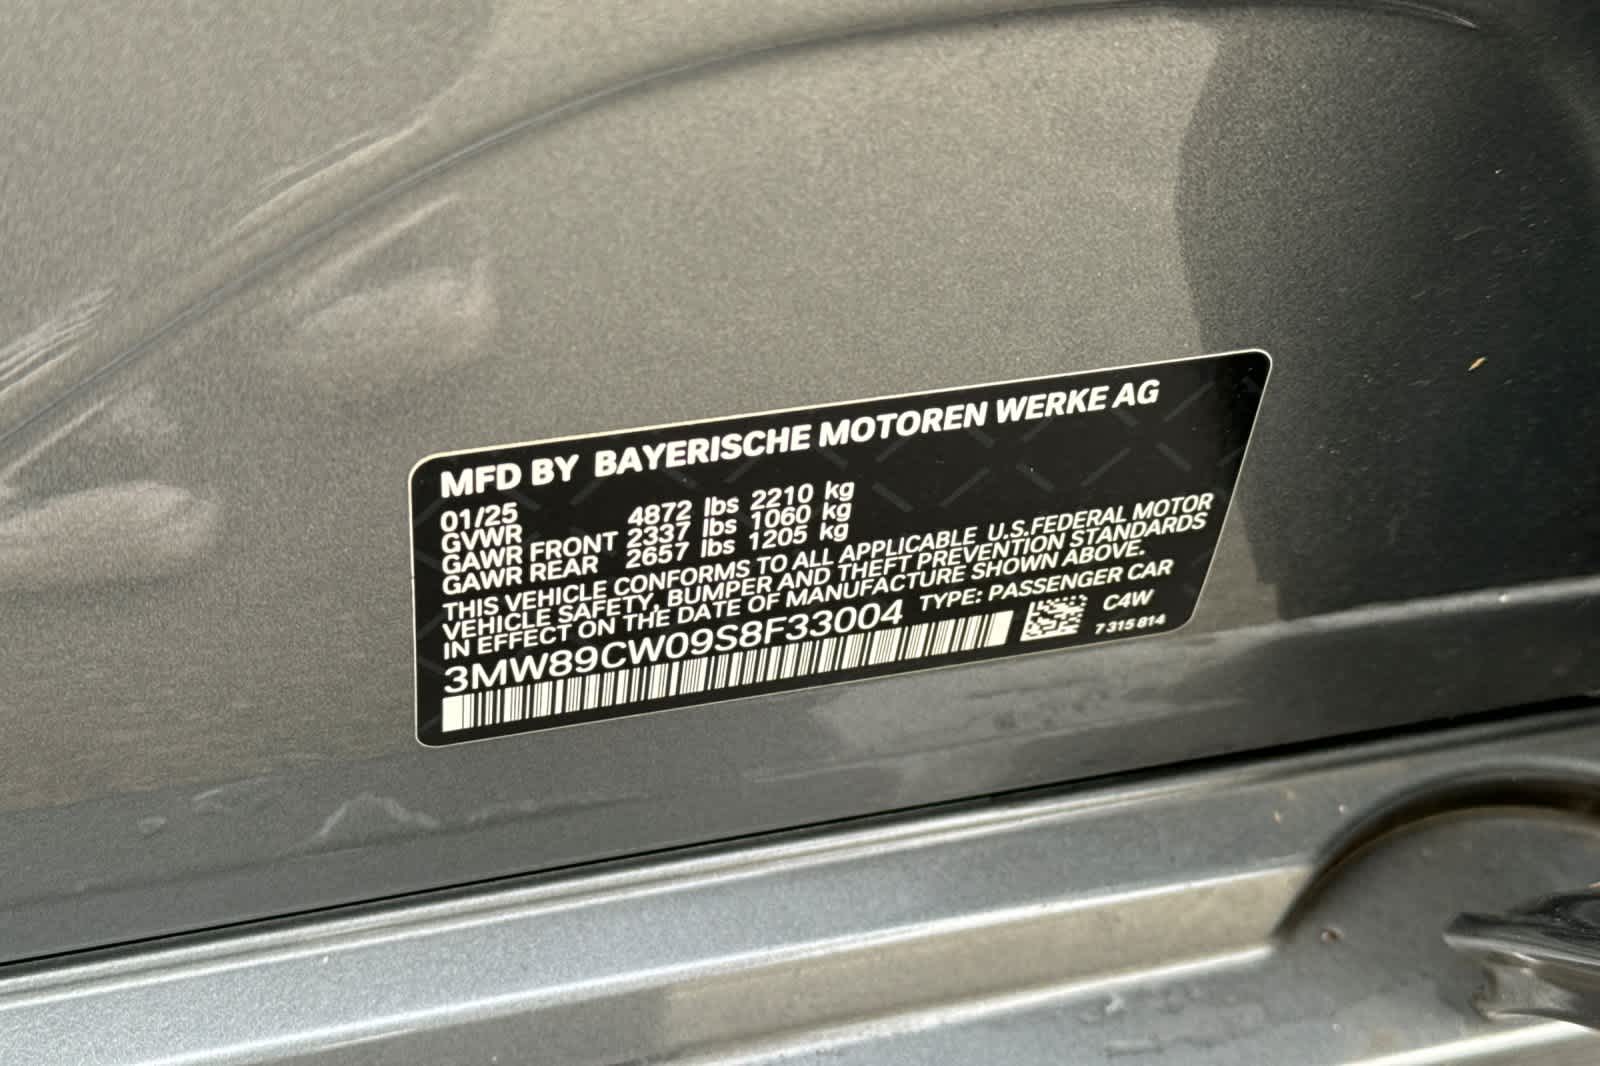 MFD BY BAYERISCHE MOTOREN WERKE AG
01/25
GVWR 4872 lbs 2210 kg
GAWR FRONT 2337 lbs 1060 kg
GAWR REAR 2657 lbs 1205 kg
THIS VEHICLE CONFORMS TO ALL APPLICABLE U.S.FEDERAL MOTOR
VEHICLE SAFETY, BUMPER AND THEFT PREVENTION STANDARDS
IN EFFECT ON THE DATE OF MANUFACTURE SHOWN ABOVE.
3MW89CW09S8F33004 TYPE: PASSENGER CAR
C4W
7 315 814